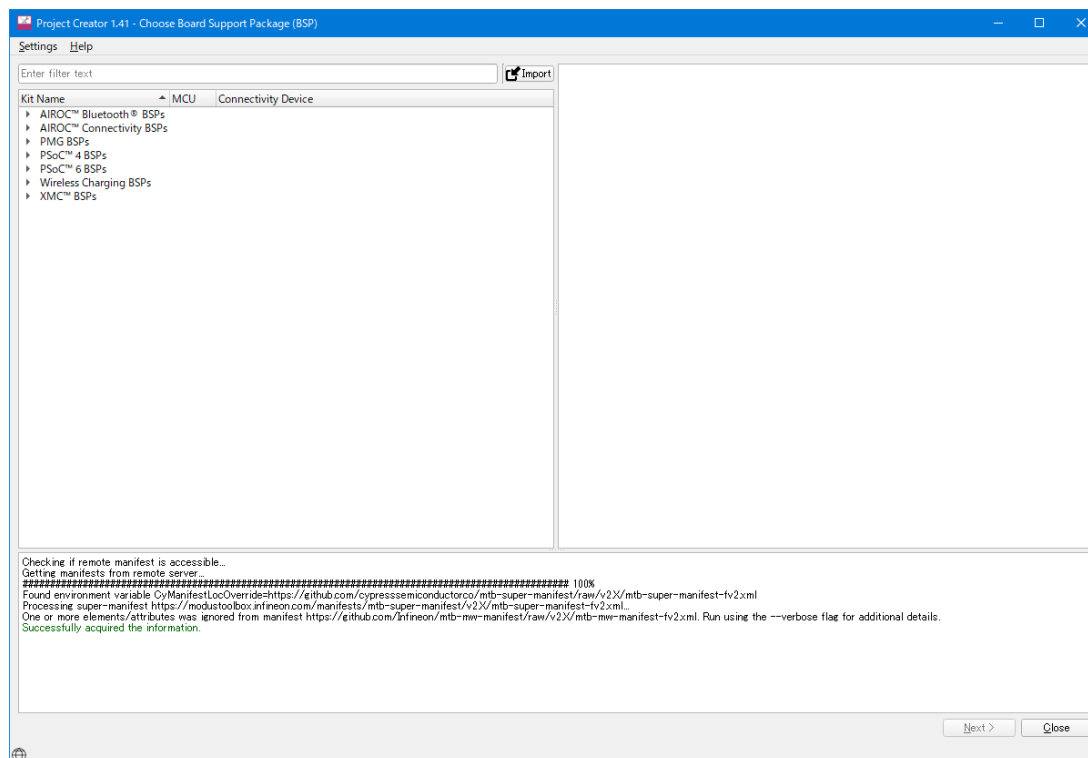 Project Creator 1.41 - Choose Board Support Package (BSP)
Settings Help
Enter filter text
Import
Kit Name MCU Connectivity Device
AIROC™ Bluetooth® BSPs
AIROC™ Connectivity BSPs
PMG BSPs
PSoC™ 4 BSPs
PSoC™ 6 BSPs
Wireless Charging BSPs
XMC™ BSPs
Checking if remote manifest is accessible...
Getting manifests from remote server...
################################################################################################### 100%
Found environment variable CyManifestLocOverride=https://github.com/cypresssemiconductorco/mtb-super-manifest/raw/v2X/mtb-super-manifest-fv2.xml
Processing super-manifest https://modustoolbox.infineon.com/manifests/mtb-super-manifest/v2X/mtb-super-manifest-fv2.xml...
One or more elements/attributes was ignored from manifest https://github.com/Infineon/mtb-mw-manifest/raw/v2X/mtb-mw-manifest-fv2.xml. Run using the --verbose flag for additional details.
Successfully acquired the information.
Next >
Close